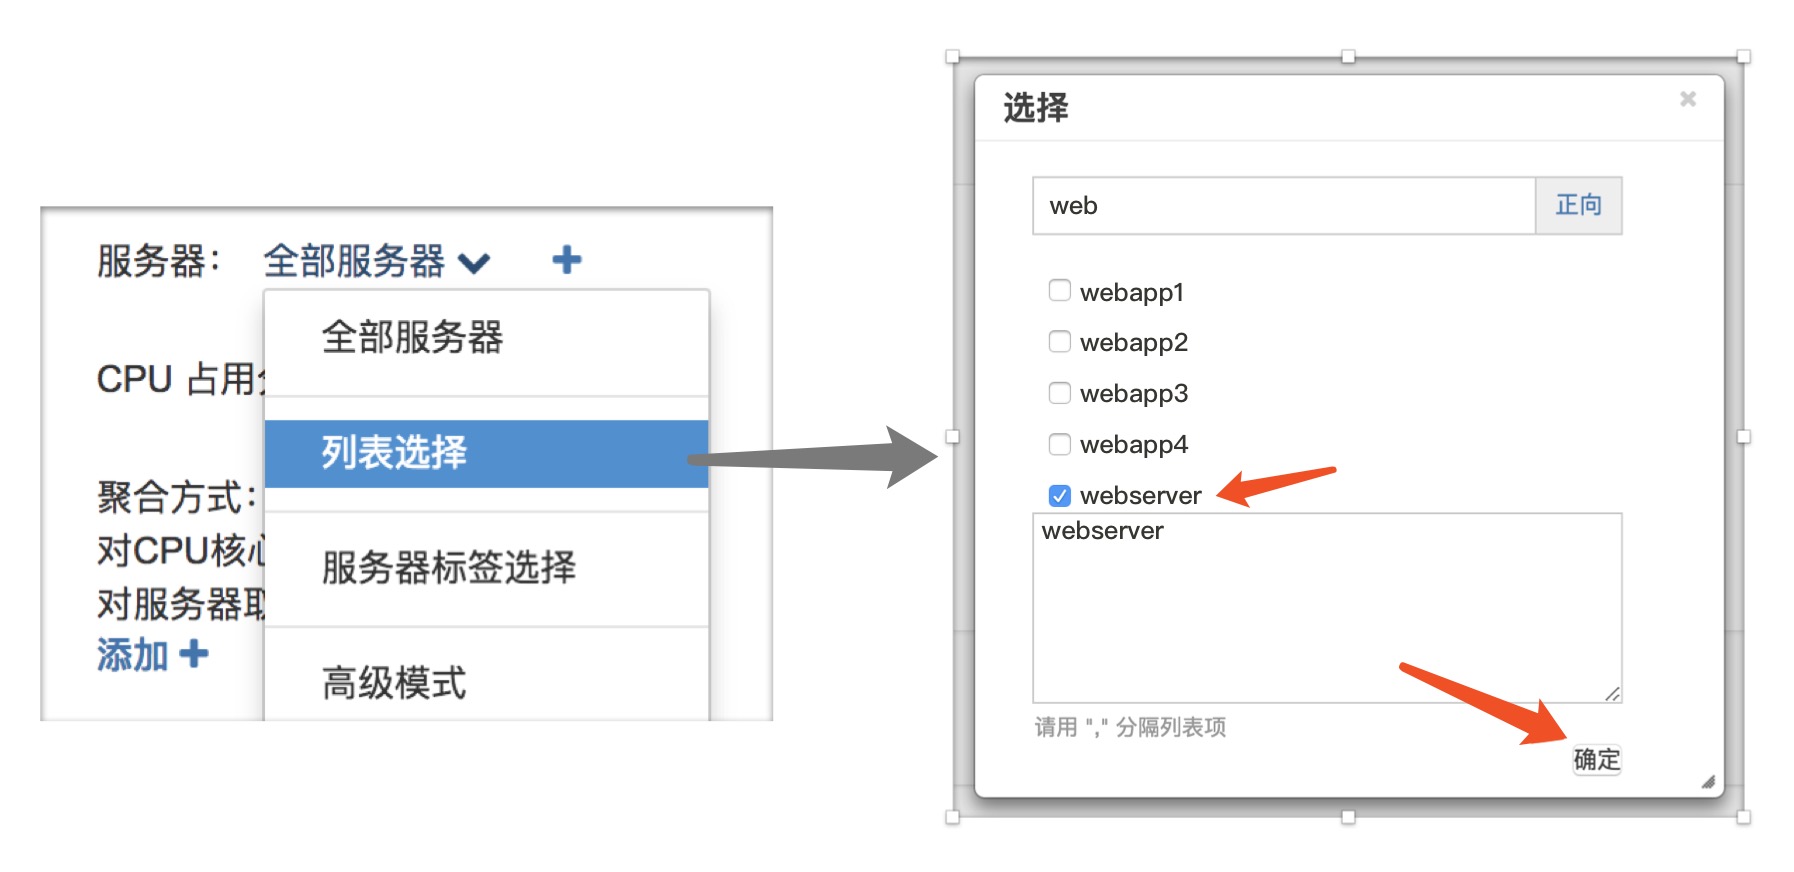 服务器: 全部服务器
全部服务器
CPU 占用
列表选择
聚合方式:
对CPU核
服务器标签选择
对服务器
添加
高级模式
选择
web
正向
webapp1
webapp2
webapp3
webapp4
webserver
webserver
请用 "," 分隔列表项
确定